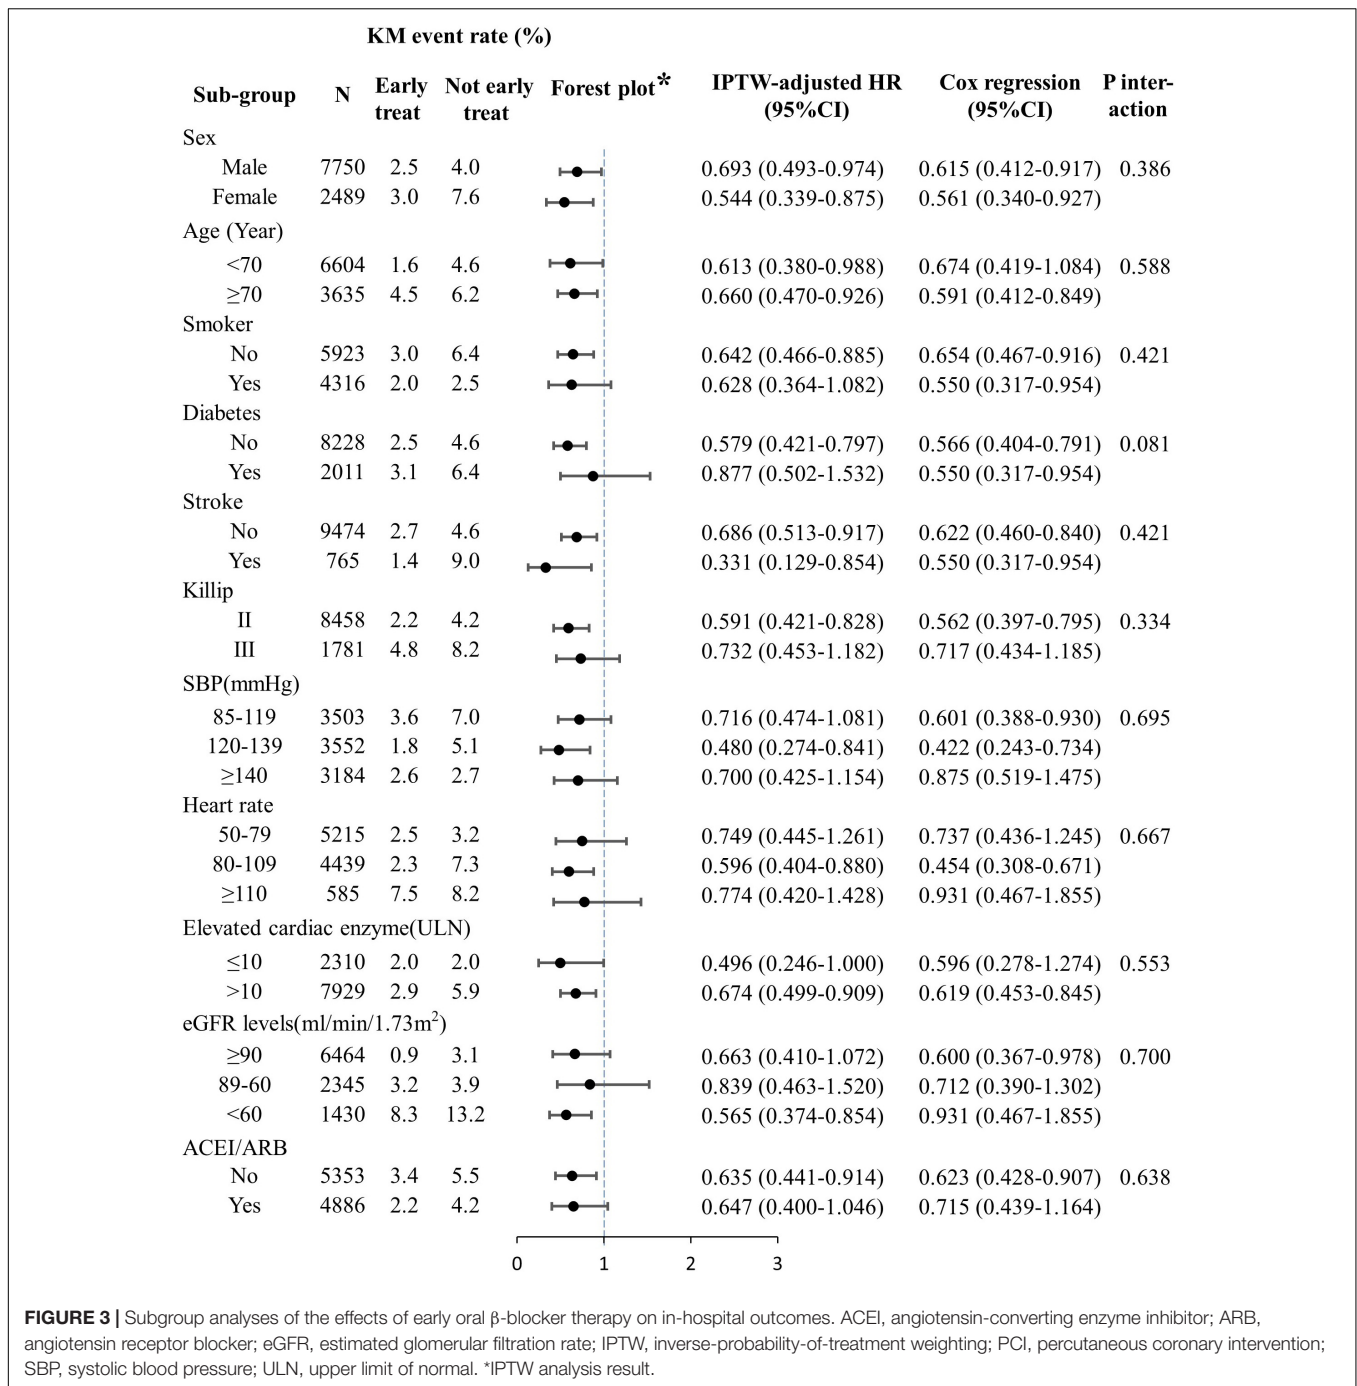 KM event rate (%)
Sub-group N Early treat Not early treat Forest plot* IPTW-adjusted HR (95%CI) Cox regression (95%CI) P inter-action
Sex
Male 7750 2.5 4.0 0.693 (0.493-0.974) 0.615 (0.412-0.917) 0.386
Female 2489 3.0 7.6 0.544 (0.339-0.875) 0.561 (0.340-0.927)
Age (Year)
<70 6604 1.6 4.6 0.613 (0.380-0.988) 0.674 (0.419-1.084) 0.588
≥70 3635 4.5 6.2 0.660 (0.470-0.926) 0.591 (0.412-0.849)
Smoker
No 5923 3.0 6.4 0.642 (0.466-0.885) 0.654 (0.467-0.916) 0.421
Yes 4316 2.0 2.5 0.628 (0.364-1.082) 0.550 (0.317-0.954)
Diabetes
No 8228 2.5 4.6 0.579 (0.421-0.797) 0.566 (0.404-0.791) 0.081
Yes 2011 3.1 6.4 0.877 (0.502-1.532) 0.550 (0.317-0.954)
Stroke
No 9474 2.7 4.6 0.686 (0.513-0.917) 0.622 (0.460-0.840) 0.421
Yes 765 1.4 9.0 0.331 (0.129-0.854) 0.550 (0.317-0.954)
Killip
II 8458 2.2 4.2 0.591 (0.421-0.828) 0.562 (0.397-0.795) 0.334
III 1781 4.8 8.2 0.732 (0.453-1.182) 0.717 (0.434-1.185)
SBP(mmHg)
85-119 3503 3.6 7.0 0.716 (0.474-1.081) 0.601 (0.388-0.930) 0.695
120-139 3552 1.8 5.1 0.480 (0.274-0.841) 0.422 (0.243-0.734)
≥140 3184 2.6 2.7 0.700 (0.425-1.154) 0.875 (0.519-1.475)
Heart rate
50-79 5215 2.5 3.2 0.749 (0.445-1.261) 0.737 (0.436-1.245) 0.667
80-109 4439 2.3 7.3 0.596 (0.404-0.880) 0.454 (0.308-0.671)
≥110 585 7.5 8.2 0.774 (0.420-1.428) 0.931 (0.467-1.855)
Elevated cardiac enzyme(ULN)
≤10 2310 2.0 2.0 0.496 (0.246-1.000) 0.596 (0.278-1.274) 0.553
>10 7929 2.9 5.9 0.674 (0.499-0.909) 0.619 (0.453-0.845)
eGFR levels(ml/min/1.73m²)
≥90 6464 0.9 3.1 0.663 (0.410-1.072) 0.600 (0.367-0.978) 0.700
89-60 2345 3.2 3.9 0.839 (0.463-1.520) 0.712 (0.390-1.302)
<60 1430 8.3 13.2 0.565 (0.374-0.854) 0.931 (0.467-1.855)
ACEI/ARB
No 5353 3.4 5.5 0.635 (0.441-0.914) 0.623 (0.428-0.907) 0.638
Yes 4886 2.2 4.2 0.647 (0.400-1.046) 0.715 (0.439-1.164)
0 1 2 3
FIGURE 3 | Subgroup analyses of the effects of early oral β-blocker therapy on in-hospital outcomes. ACEI, angiotensin-converting enzyme inhibitor; ARB,
angiotensin receptor blocker; eGFR, estimated glomerular filtration rate; IPTW, inverse-probability-of-treatment weighting; PCI, percutaneous coronary intervention;
SBP, systolic blood pressure; ULN, upper limit of normal. *IPTW analysis result.